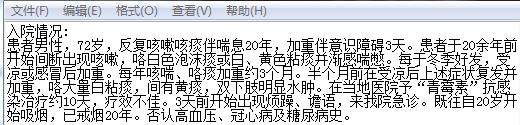 文件(F) 编辑(E) 格式(O) 查看(V) 帮助(H)
入院情况:
患者男性，72岁，反复咳嗽咳痰伴喘息20年，加重伴意识障碍3天。患者于20余年前
开始间断出现咳嗽，咯白色泡沫痰或白、黄色粘痰并渐感喘憋。每于冬季好发，受
凉或感冒后加重。每年咳喘、咯痰加重约3个月。半个月前在受凉后上述症状复发并
加重，咯大量白粘痰，间有黄痰，双下肢明显水肿。在当地医院予“青霉素”抗感
染治疗约10天，疗效不佳。3天前开始出现烦躁、谵语，来我院急诊。既往自20岁开
始吸烟，已戒烟20年。否认高血压、冠心病及糖尿病史。